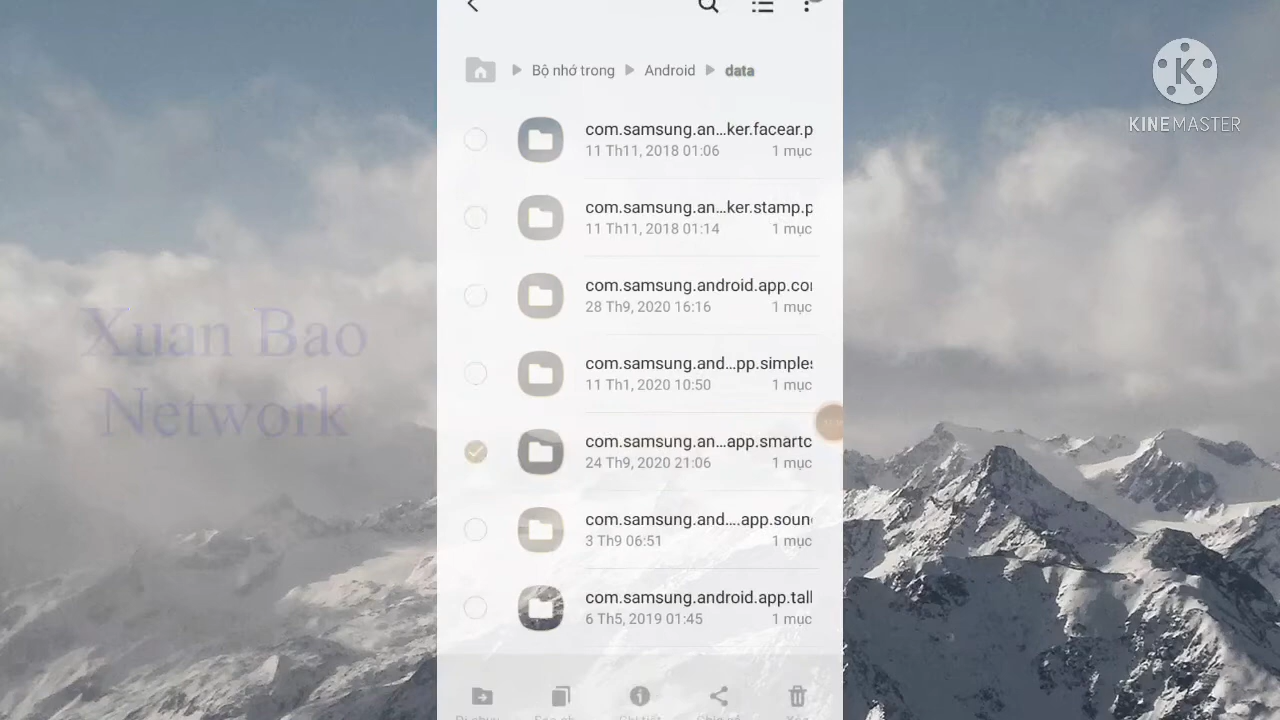 Bộ nhớ trong
Android
data
com.samsung.an...ker.facear.p
11 Th11, 2018 01:06
1 mục
com.samsung.an...ker.stamp.p
11 Th11, 2018 01:14
1 mục
com.samsung.android.app.co
28 Th9, 2020 16:16
1 mục
com.samsung.and...pp.simple
11 Th1, 2020 10:50
1 mục
com.samsung.an...app.smartc
24 Th9, 2020 21:06
1 mục
com.samsung.and....app.soun
3 Th9 06:51
1 mục
com.samsung.android.app.tal
6 Th5, 2019 01:45
1 mục
Xuan Bao
Network
KINEMASTER